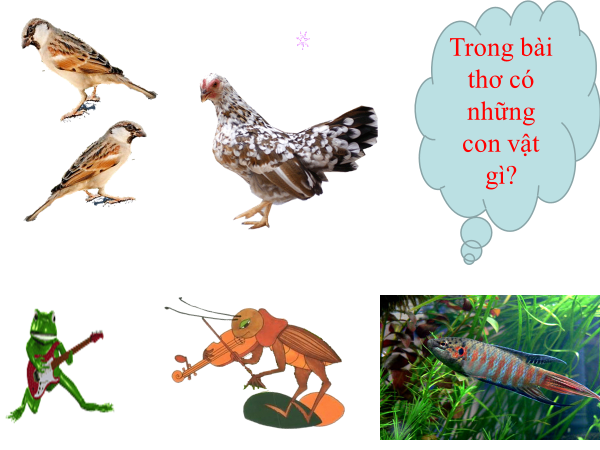 Trong bài
thơ có
những
con vật
gì?